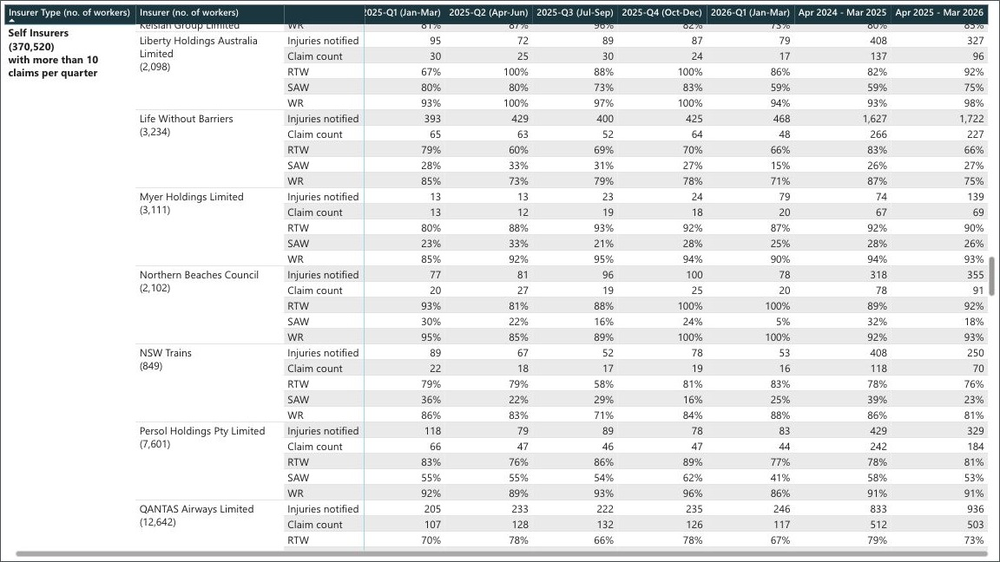 Insurer Type (no. of workers) Insurer (no. of workers) 2025-Q1 (Jan-Mar) 2025-Q2 (Apr-Jun) 2025-Q3 (Jul-Sep) 2025-Q4 (Oct-Dec) 2026-Q1 (Jan-Mar) Apr 2024 - Mar 2025 Apr 2025 - Mar 2026
Self Insurers
(370,520)
with more than 10
claims per quarter
Kelsian Group Limited WR 81% 87% 96% 82% 73% 80% 85%
Liberty Holdings Australia
Limited
(2,098)
Injuries notified 95 72 89 87 79 408 327
Claim count 30 25 30 24 17 137 96
RTW 67% 100% 88% 100% 86% 82% 92%
SAW 80% 80% 73% 83% 59% 59% 75%
WR 93% 100% 97% 100% 94% 93% 98%
Life Without Barriers
(3,234)
Injuries notified 393 429 400 425 468 1,627 1,722
Claim count 65 63 52 64 48 266 227
RTW 79% 60% 69% 70% 66% 83% 66%
SAW 28% 33% 31% 27% 15% 26% 27%
WR 85% 73% 79% 78% 71% 87% 75%
Myer Holdings Limited
(3,111)
Injuries notified 13 13 23 24 79 74 139
Claim count 13 12 19 18 20 67 69
RTW 80% 88% 93% 92% 87% 92% 90%
SAW 23% 33% 21% 28% 25% 28% 26%
WR 85% 92% 95% 94% 90% 94% 93%
Northern Beaches Council
(2,102)
Injuries notified 77 81 96 100 78 318 355
Claim count 20 27 19 25 20 78 91
RTW 93% 81% 88% 100% 100% 89% 92%
SAW 30% 22% 16% 24% 5% 32% 18%
WR 95% 85% 89% 100% 100% 92% 93%
NSW Trains
(849)
Injuries notified 89 67 52 78 53 408 250
Claim count 22 18 17 19 16 118 70
RTW 79% 79% 58% 81% 83% 78% 76%
SAW 36% 22% 29% 16% 25% 39% 23%
WR 86% 83% 71% 84% 88% 86% 81%
Persol Holdings Pty Limited
(7,601)
Injuries notified 118 79 89 78 83 429 329
Claim count 66 47 46 47 44 242 184
RTW 83% 76% 86% 89% 77% 78% 81%
SAW 55% 55% 54% 62% 41% 58% 53%
WR 92% 89% 93% 96% 86% 91% 91%
QANTAS Airways Limited
(12,642)
Injuries notified 205 233 222 235 246 833 936
Claim count 107 128 132 126 117 512 503
RTW 70% 78% 66% 78% 67% 79% 73%